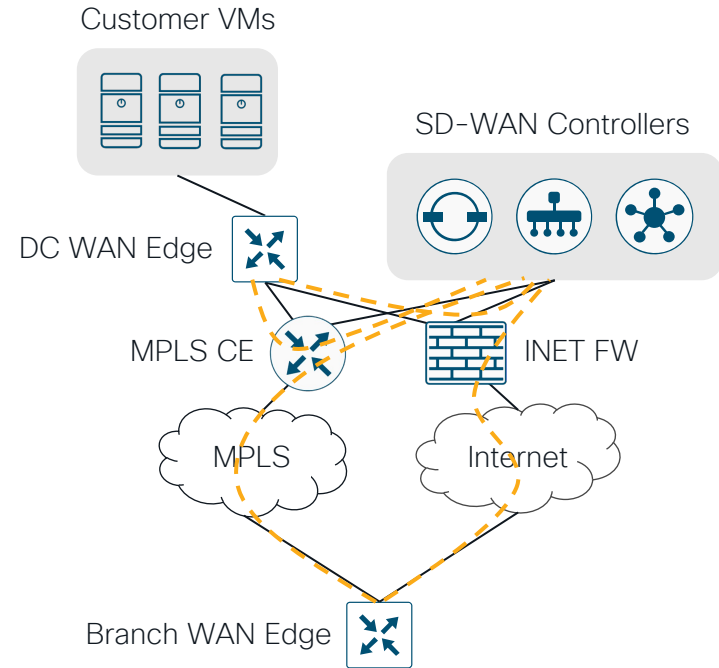 Customer VMs
SD-WAN Controllers
DC WAN Edge
MPLS CE
INET FW
MPLS
Internet
Branch WAN Edge